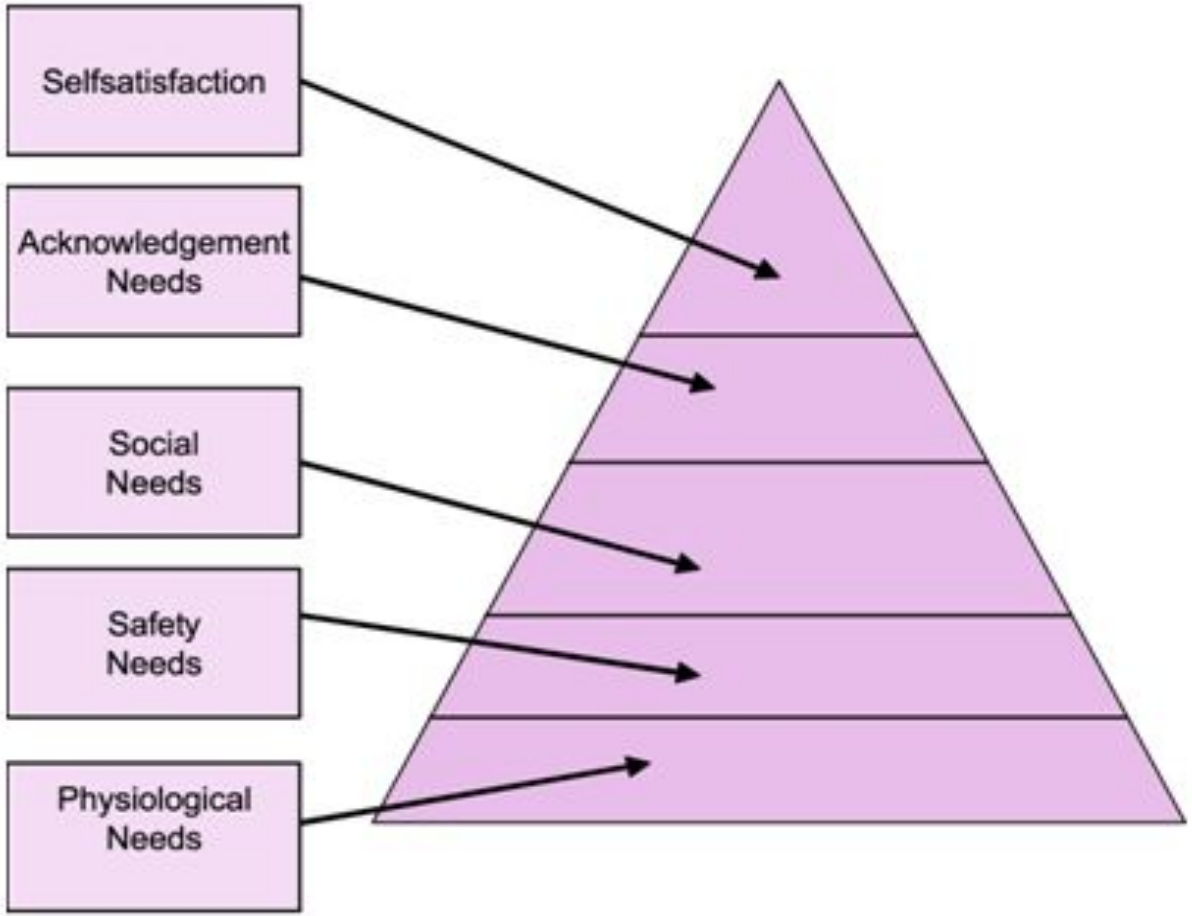 Selfsatisfaction
Acknowledgement
Needs
Social
Needs
Safety
Needs
Physiological
Needs